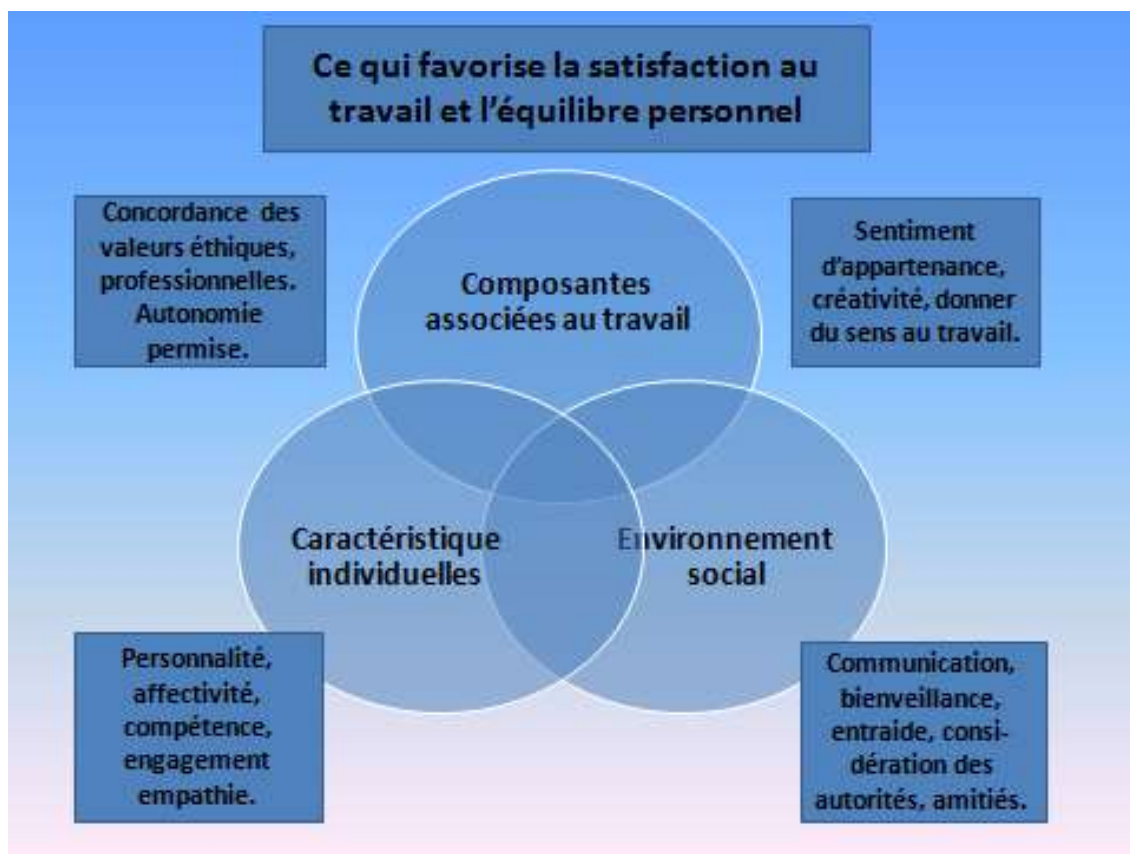 Ce qui favorise la satisfaction au
travail et l'équilibre personnel
Concordance des
valeurs éthiques,
professionnelles.
Autonomie
permise.
Sentiment
d'appartenance,
créativité, donner
du sens au travail.
Composantes
associées au travail
Caractéristique
individuelles
Environnement
social
Personnalité,
affectivité,
compétence,
engagement
empathie.
Communication,
bienveillance,
entraide, consi-
dération des
autorités, amitiés.